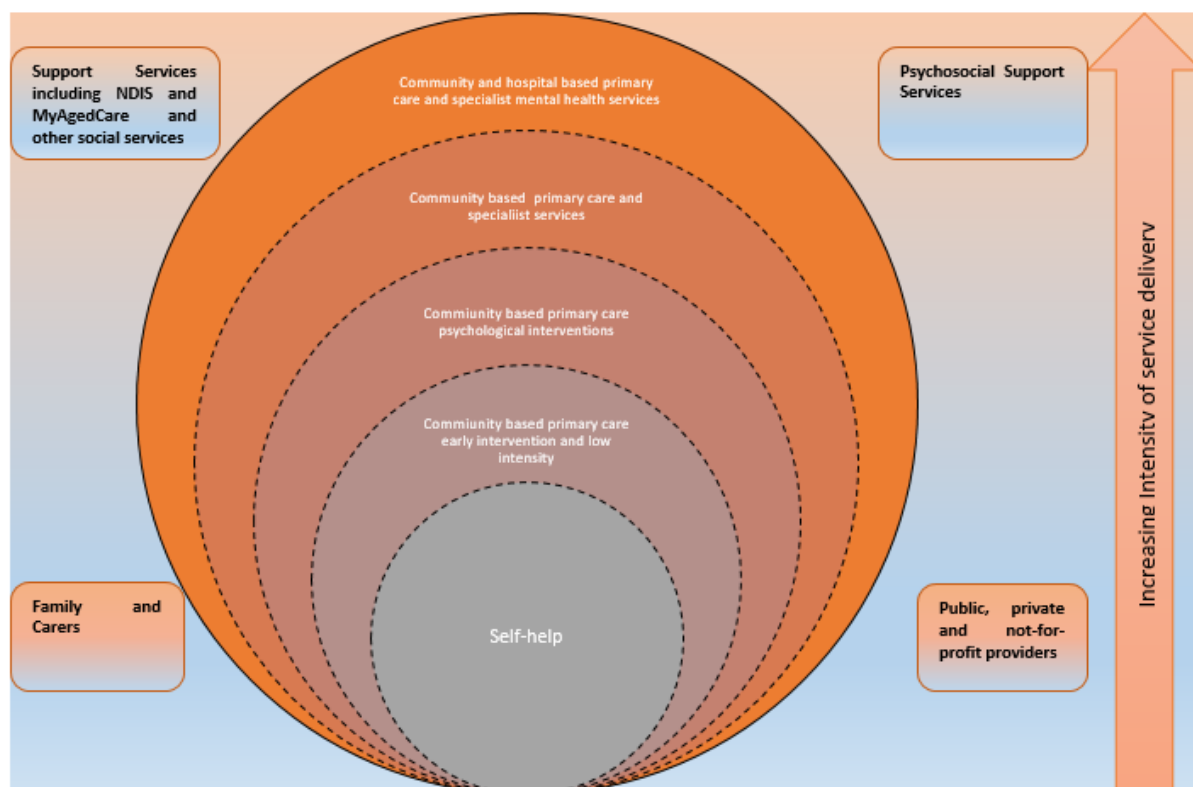 Support Services
including NDIS and
MyAgedCare and
other social services
Community and hospital based primary
care and specialist mental health services
Psychosocial Support
Services
Community based primary care and
specialiist services
Commiunity based primary care
psychological interventions
Commiunity based primary care
early intervention and low
intensity
Self-help
Family and
Carers
Public, private
and not-for-
profit providers
Increasing Intensity of service delivery